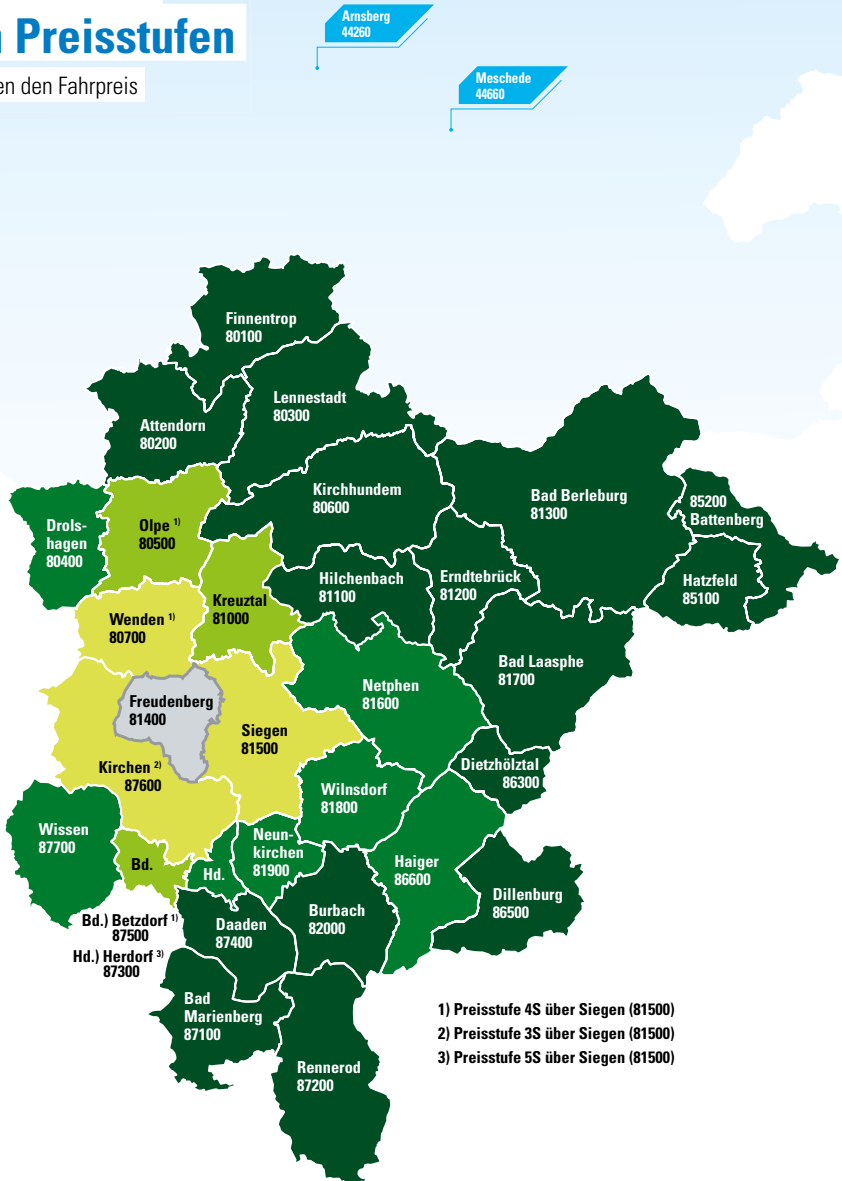 Preisstufen
en den Fahrpreis
Arnsberg
44260
Meschede
44660
Finnentrop
80100
Lennestadt
80300
Attendorn
80200
Kirchhundem
80600
Bad Berleburg
81300
85200
Battenberg
Drols-
hagen
80400
Olpe 1)
80500
Hatzfeld
85100
Hilchenbach
81100
Erndtebrück
81200
Kreuztal
81000
Wenden 1)
80700
Bad Laasphe
81700
Netphen
81600
Freudenberg
81400
Siegen
81500
Kirchen 2)
87600
Dietzhölztal
86300
Wilnsdorf
81800
Wissen
87700
Neun-
kirchen
81900
Bd.
Hd.
Haiger
86600
Dillenburg
86500
Burbach
82000
Bd.) Betzdorf 1)
87500
Daaden
87400
Hd.) Herdorf 3)
87300
Bad
Marienberg
87100
Rennerod
87200
1) Preisstufe 4S über Siegen (81500)
2) Preisstufe 3S über Siegen (81500)
3) Preisstufe 5S über Siegen (81500)